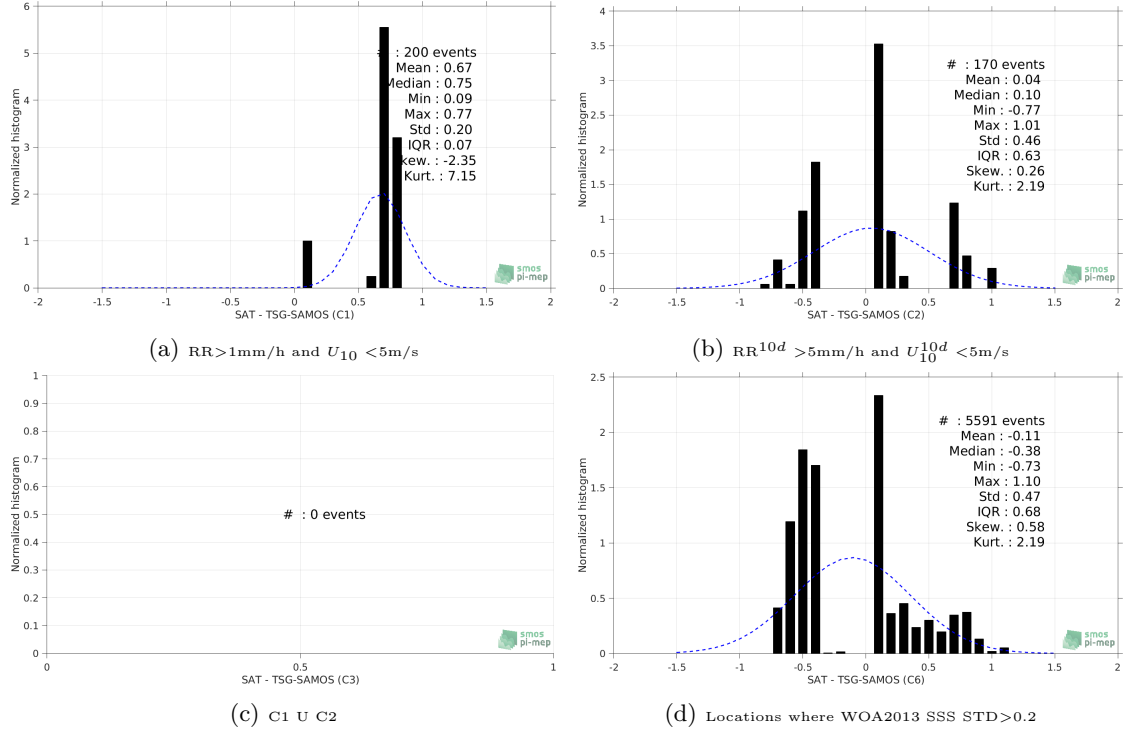 6
5
4
3
2
1
0
-2
-1.5
-1
-0.5
0
0.5
1
1.5
2
Normalized histogram
SAT - TSG-SAMOS (C1)
# : 200 events
Mean : 0.67
Median : 0.75
Min : 0.09
Max : 0.77
Std : 0.20
IQR : 0.07
Skew. : -2.35
Kurt. : 7.15
smos
pi-mep
(a) RR>1mm/h and U10 <5m/s
4
3.5
3
2.5
2
1.5
1
0.5
0
-2
-1.5
-1
-0.5
0
0.5
1
1.5
2
Normalized histogram
SAT - TSG-SAMOS (C2)
# : 170 events
Mean : 0.04
Median : 0.10
Min : -0.77
Max : 1.01
Std : 0.46
IQR : 0.63
Skew. : 0.26
Kurt. : 2.19
smos
pi-mep
(b) RR10d >5mm/h and U10d10 <5m/s
1
0.9
0.8
0.7
0.6
0.5
0.4
0.3
0.2
0.1
0
0
0.5
1
Normalized histogram
SAT - TSG-SAMOS (C3)
# : 0 events
smos
pi-mep
(c) C1 U C2
2.5
2
1.5
1
0.5
0
-2
-1.5
-1
-0.5
0
0.5
1
1.5
2
Normalized histogram
SAT - TSG-SAMOS (C6)
# : 5591 events
Mean : -0.11
Median : -0.38
Min : -0.73
Max : 1.10
Std : 0.47
IQR : 0.68
Skew. : 0.58
Kurt. : 2.19
smos
pi-mep
(d) Locations where WOA2013 SSS STD>0.2